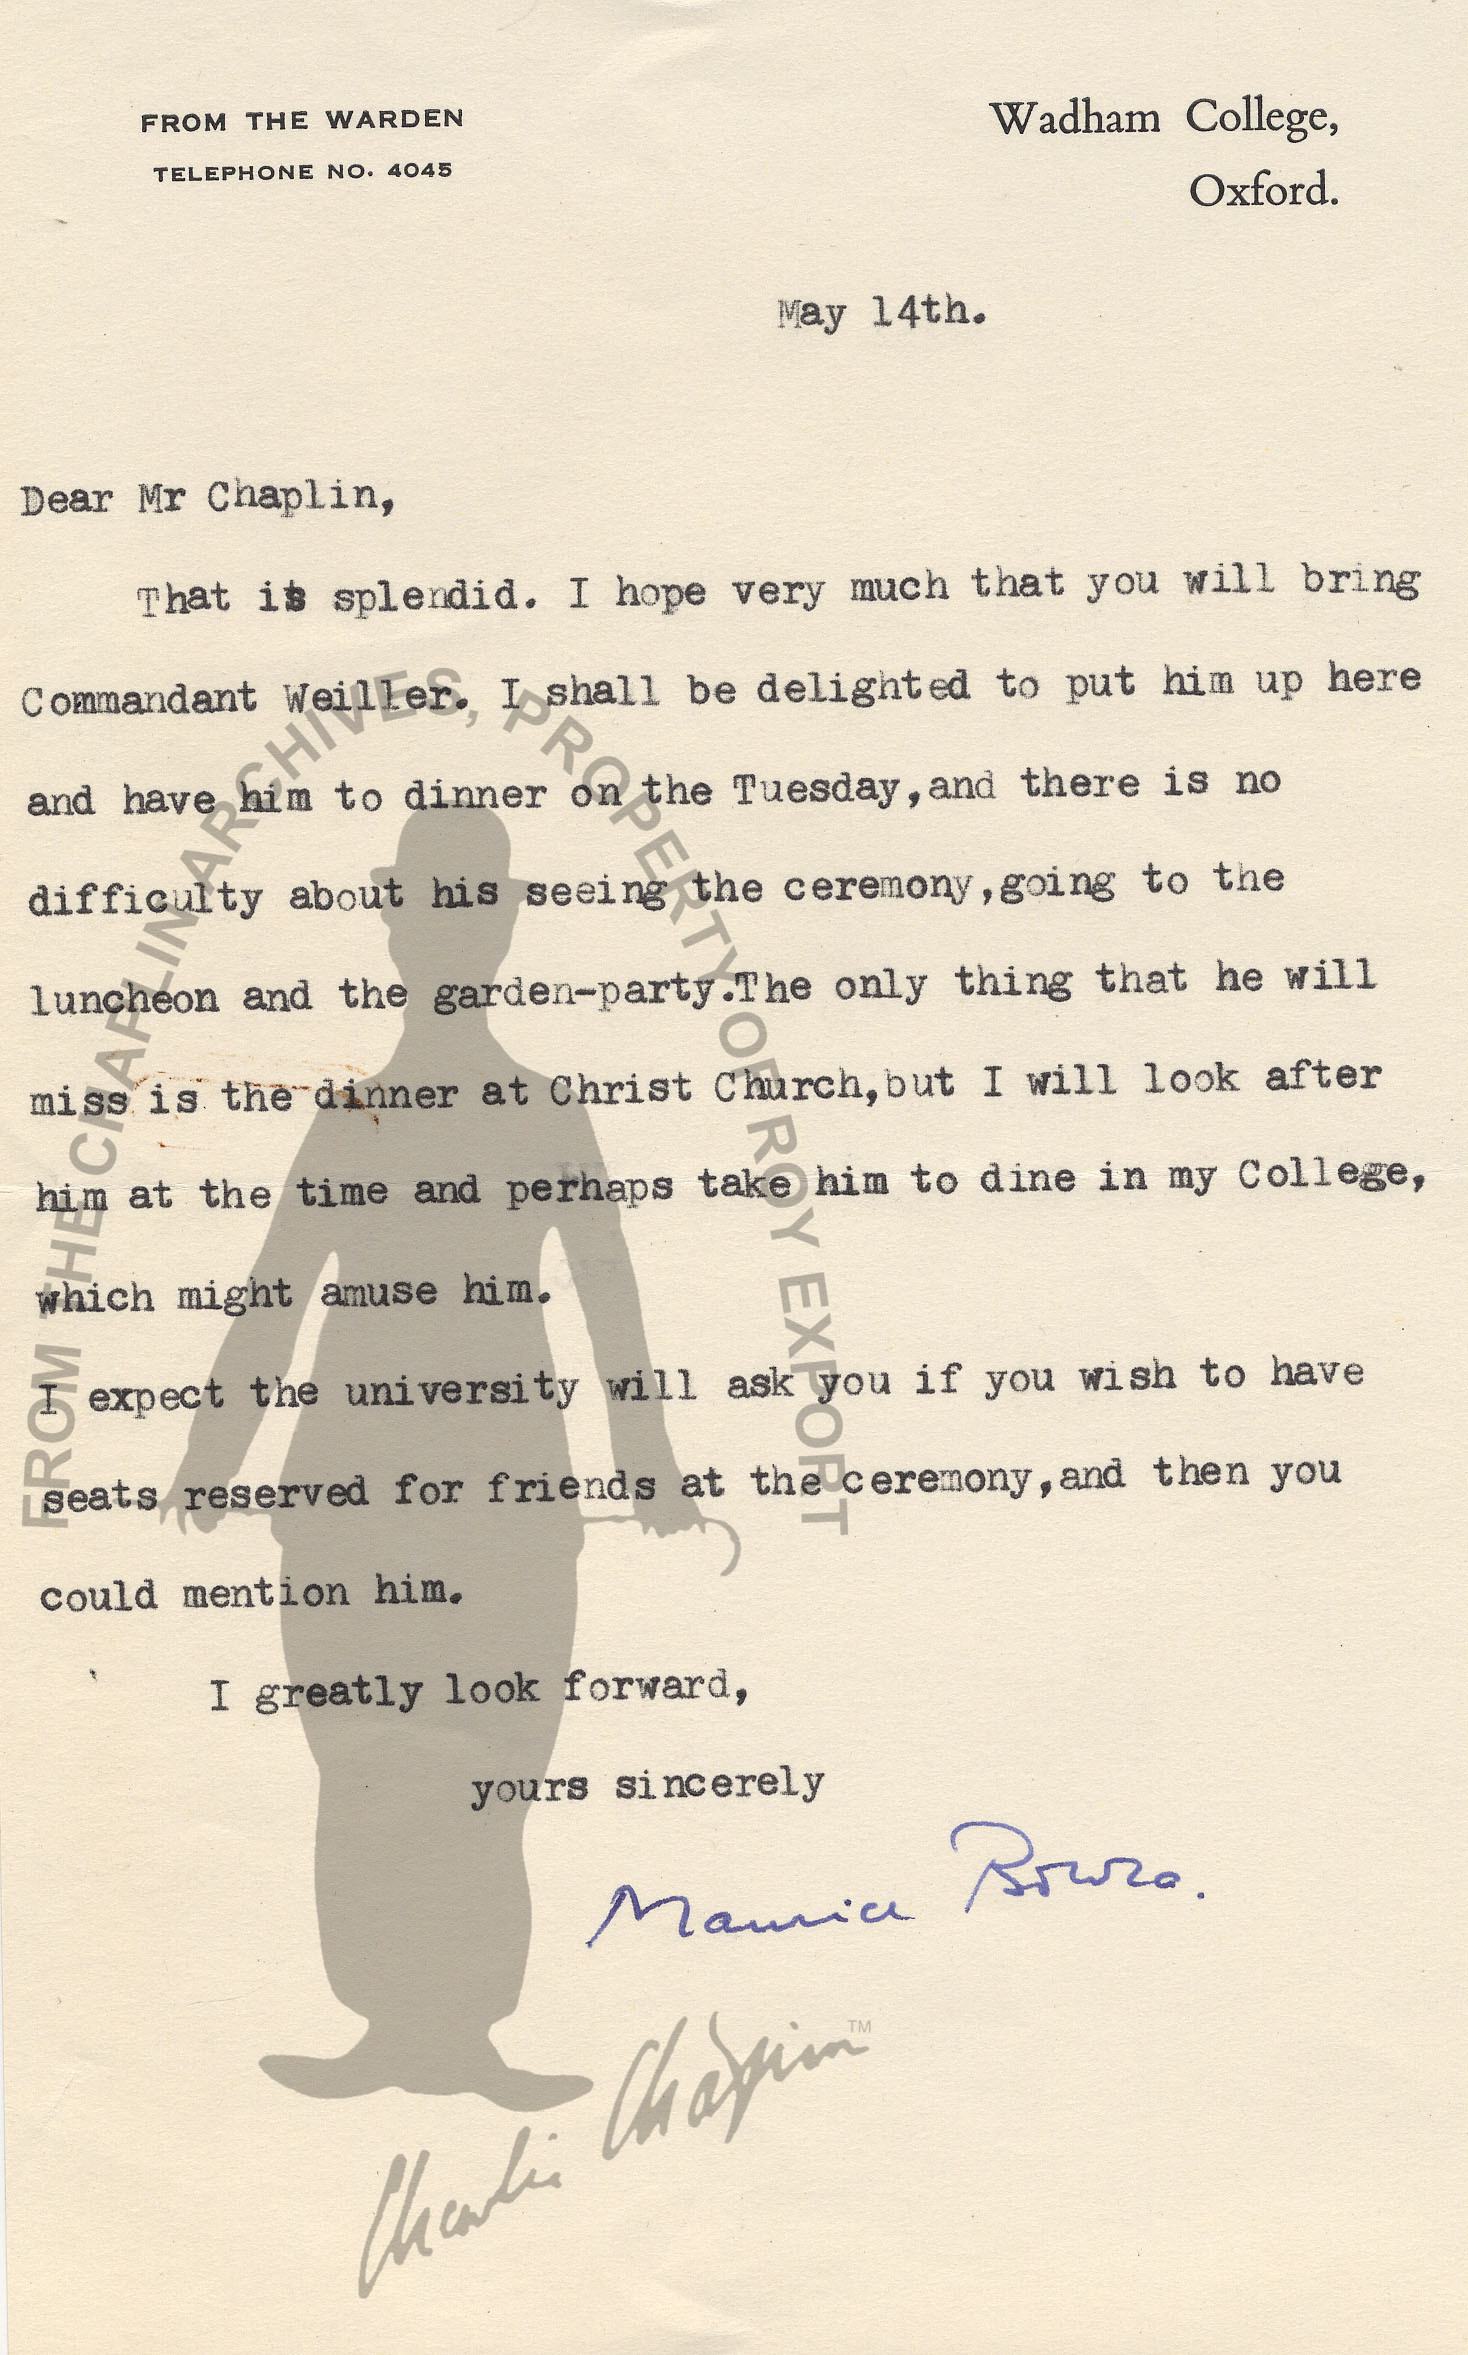 FROM THE WARDEN
TELEPHONE NO. 4045
Wadham College,
Oxford.
May 14th.
Dear Mr Chaplin,
That is splendid. I hope very much that you will bring
Commandant Weiller. I shall be delighted to put him up here
and have him to dinner on the Tuesday,and there is no
difficulty about his seeing the ceremony,going to the
luncheon and the garden-party.The only thing that he will
miss is the dinner at Christ Church,but I will look after
him at the time and perhaps take him to dine in my College,
which might amuse him.
I expect the university will ask you if you wish to have
seats reserved for friends at the ceremony,and then you
could mention him.
I greatly look forward,
yours sincerely
Maurice Bowra.
FROM THE CHAPLIN ARCHIVES, PROPERTY OF ROY EXPORT
Charlie Chaplin™